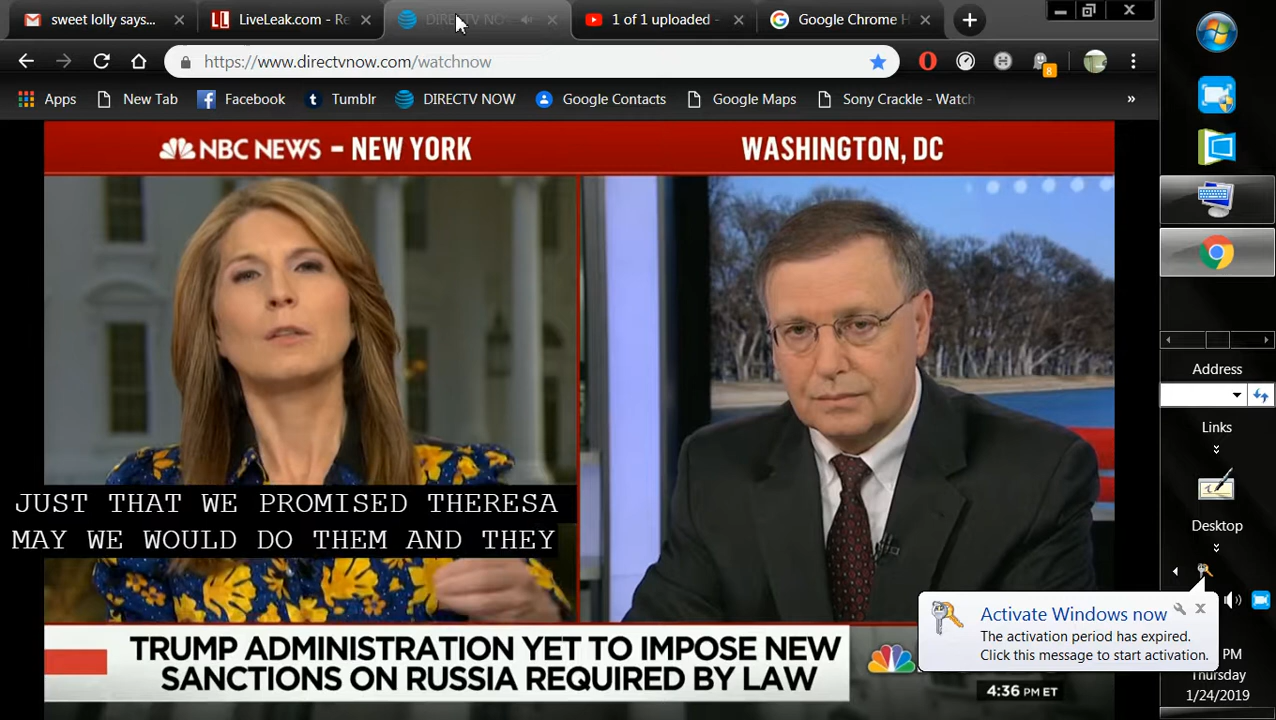 sweet lolly says...
LiveLeak.com - Re
DIRECTV NOW
1 of 1 uploaded -
Google Chrome H
https://www.directvnow.com/watchnow
8
Apps
New Tab
Facebook
Tumblr
DIRECTV NOW
Google Contacts
Google Maps
Sony Crackle - Watch
»
NBC NEWS – NEW YORK
WASHINGTON, DC
JUST THAT WE PROMISED THERESA
MAY WE WOULD DO THEM AND THEY
TRUMP ADMINISTRATION YET TO IMPOSE NEW
SANCTIONS ON RUSSIA REQUIRED BY LAW
4:36 PM ET
Address
Links
Desktop
Activate Windows now
The activation period has expired.
Click this message to start activation.
PM
Thursday
1/24/2019